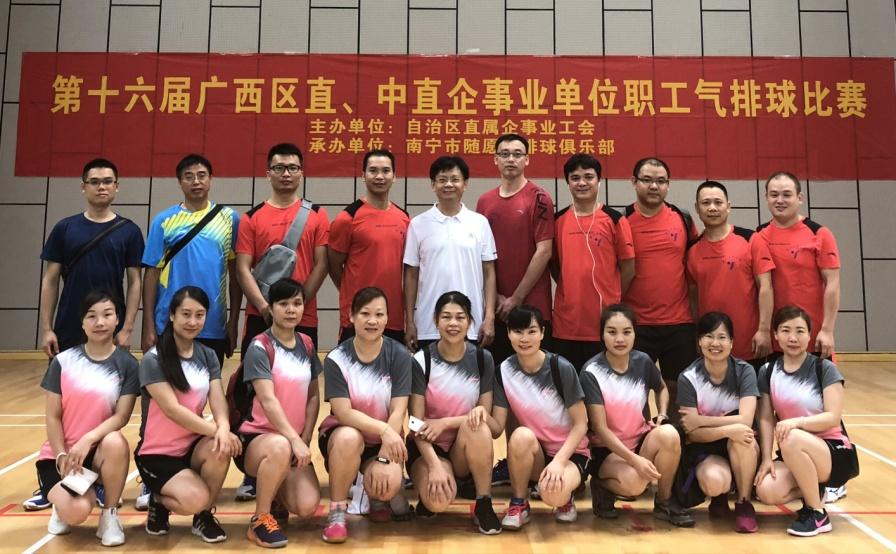 第十六届广西区直、中直企事业单位职工气排球比赛
主办单位：自治区直属企事业工会
承办单位：南宁市随愿 排球俱乐部